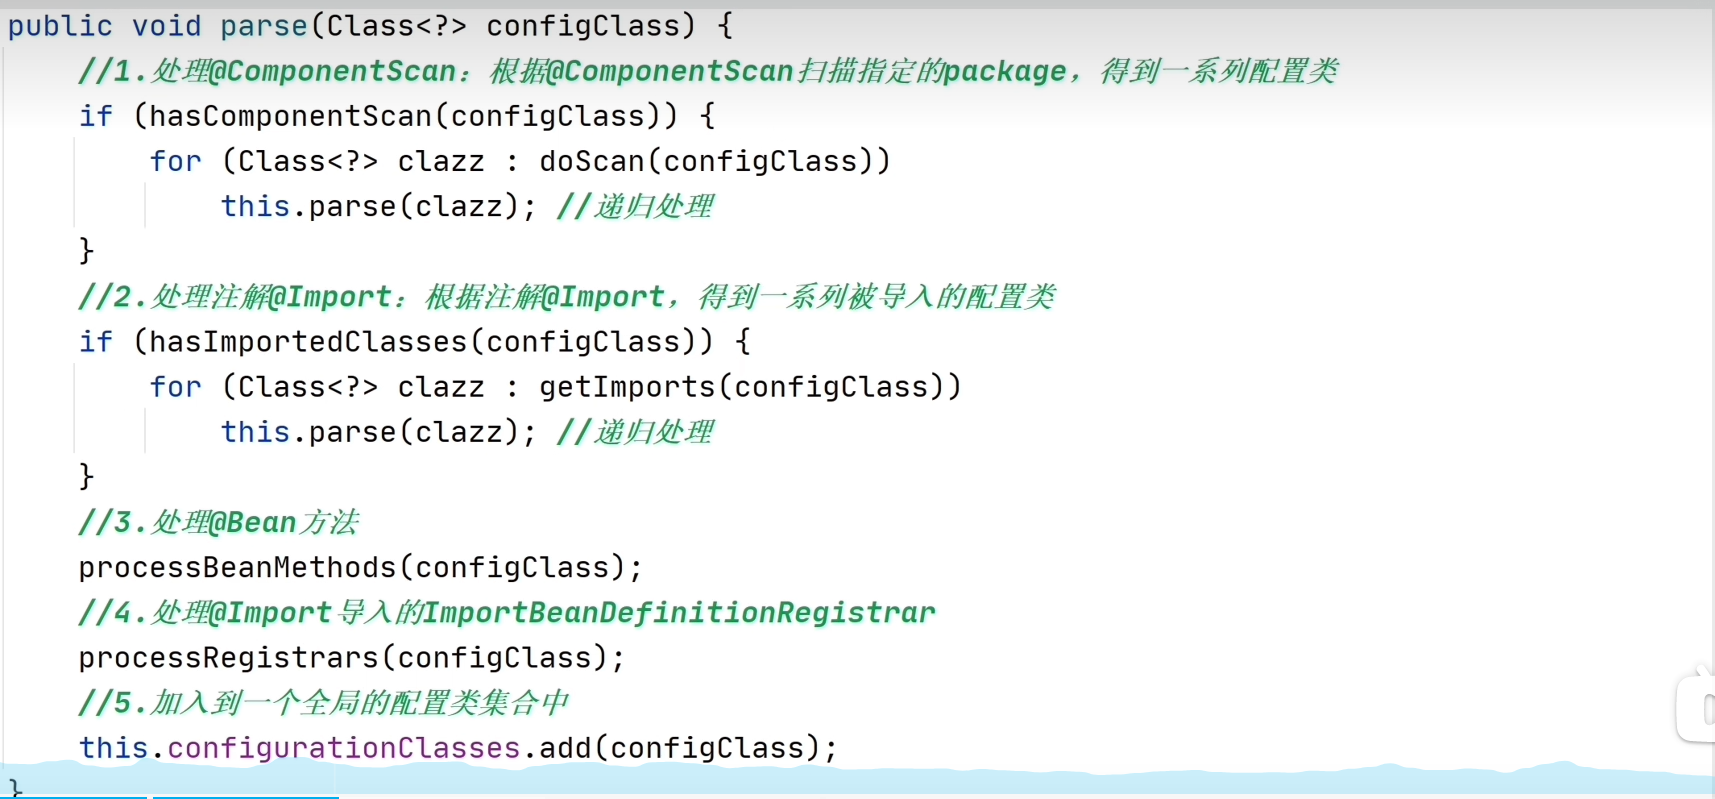 public void parse(Class<?> configClass) {
//1.处理@ComponentScan：根据@ComponentScan扫描指定的package，得到一系列配置类
if (hasComponentScan(configClass)) {
for (Class<?> clazz : doScan(configClass))
this.parse(clazz); //递归处理
}
//2.处理注解@Import：根据注解@Import，得到一系列被导入的配置类
if (hasImportedClasses(configClass)) {
for (Class<?> clazz : getImports(configClass))
this.parse(clazz); //递归处理
}
//3.处理@Bean方法
processBeanMethods(configClass);
//4.处理@Import导入的ImportBeanDefinitionRegistrar
processRegistrars(configClass);
//5.加入到一个全局的配置类集合中
this.configurationClasses.add(configClass);
}